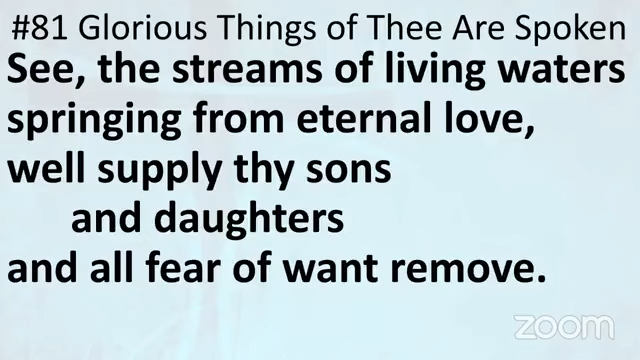 #81 Glorious Things of Thee Are Spoken
See, the streams of living waters
springing from eternal love,
well supply thy sons
and daughters
and all fear of want remove.
zoom